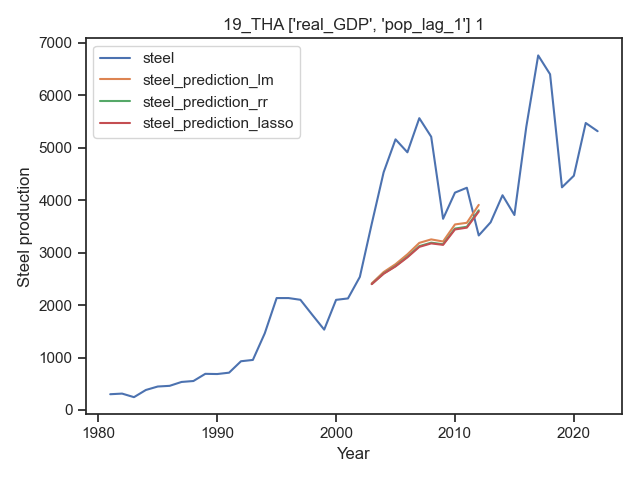 19_THA ['real_GDP', 'pop_lag_1'] 1
7000
6000
5000
4000
3000
2000
1000
0
Steel production
steel
steel_prediction_lm
steel_prediction_rr
steel_prediction_lasso
1980
1990
2000
2010
2020
Year